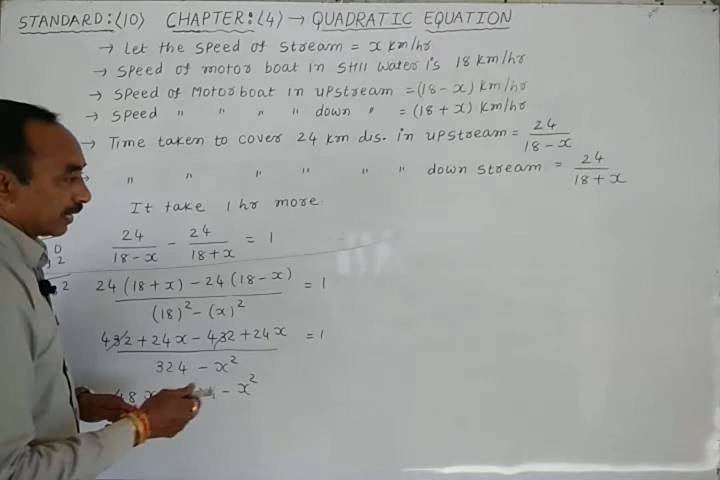 STANDARD:(10) CHAPTER:(4) → QUADRATIC EQUATION
→ Let the speed of stream = x km/hr
→ speed of motor boat in still water is 18 km/hr
→ speed of Motorboat in upstream = (18 - x) km/hr
→ speed " " " " down " = (18 + x) km/hr
→ Time taken to cover 24 km dis. in upstream = 24/(18 - x)
" " " " " " down stream = 24/(18 + x)
It take 1 hr more.
24/(18 - x) - 24/(18 + x) = 1
(24(18 + x) - 24(18 - x))/((18)² - (x)²) = 1
(432 + 24x - 432 + 24x)/(324 - x²) = 1
48 x - x²